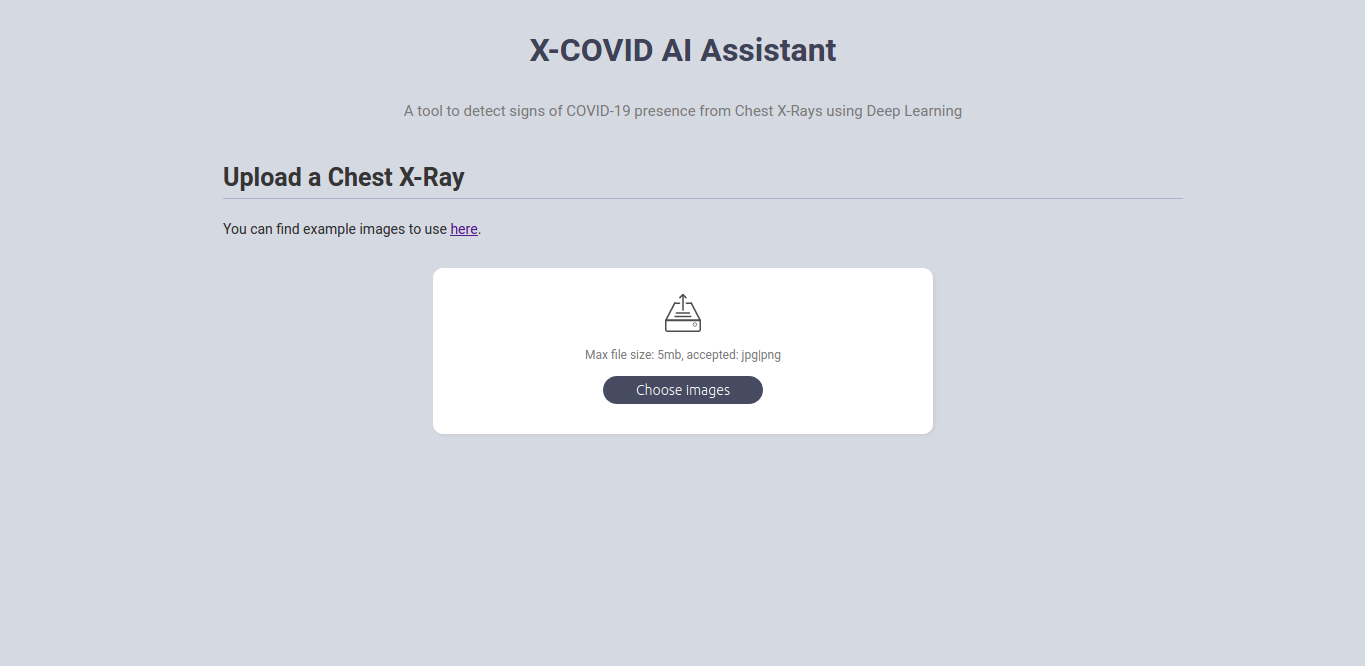 X-COVID AI Assistant
A tool to detect signs of COVID-19 presence from Chest X-Rays using Deep Learning
Upload a Chest X-Ray
You can find example images to use here.
Max file size: 5mb, accepted: jpg|png
Choose images